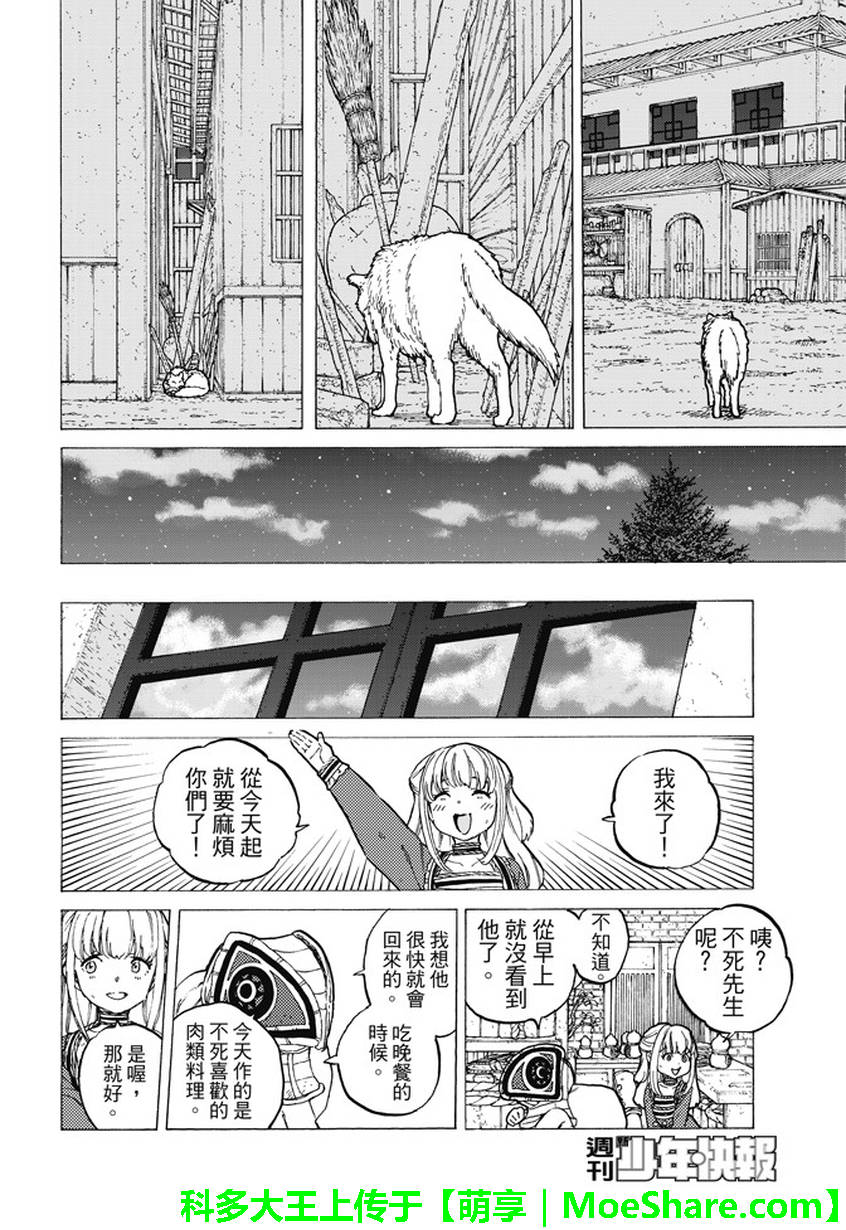 我來了！
從今天起
就要麻煩
你們了！
咦？
不死先生
呢？
不知道。
從早上
就沒看到
他了。
我想他
很快就會
回來的。
吃晚餐的
時候。
今天作的是
不死喜歡的
肉類料理。
是喔，
那就好。
週刊
少年快報
科多大王上传于【萌享｜MoeShare.com】